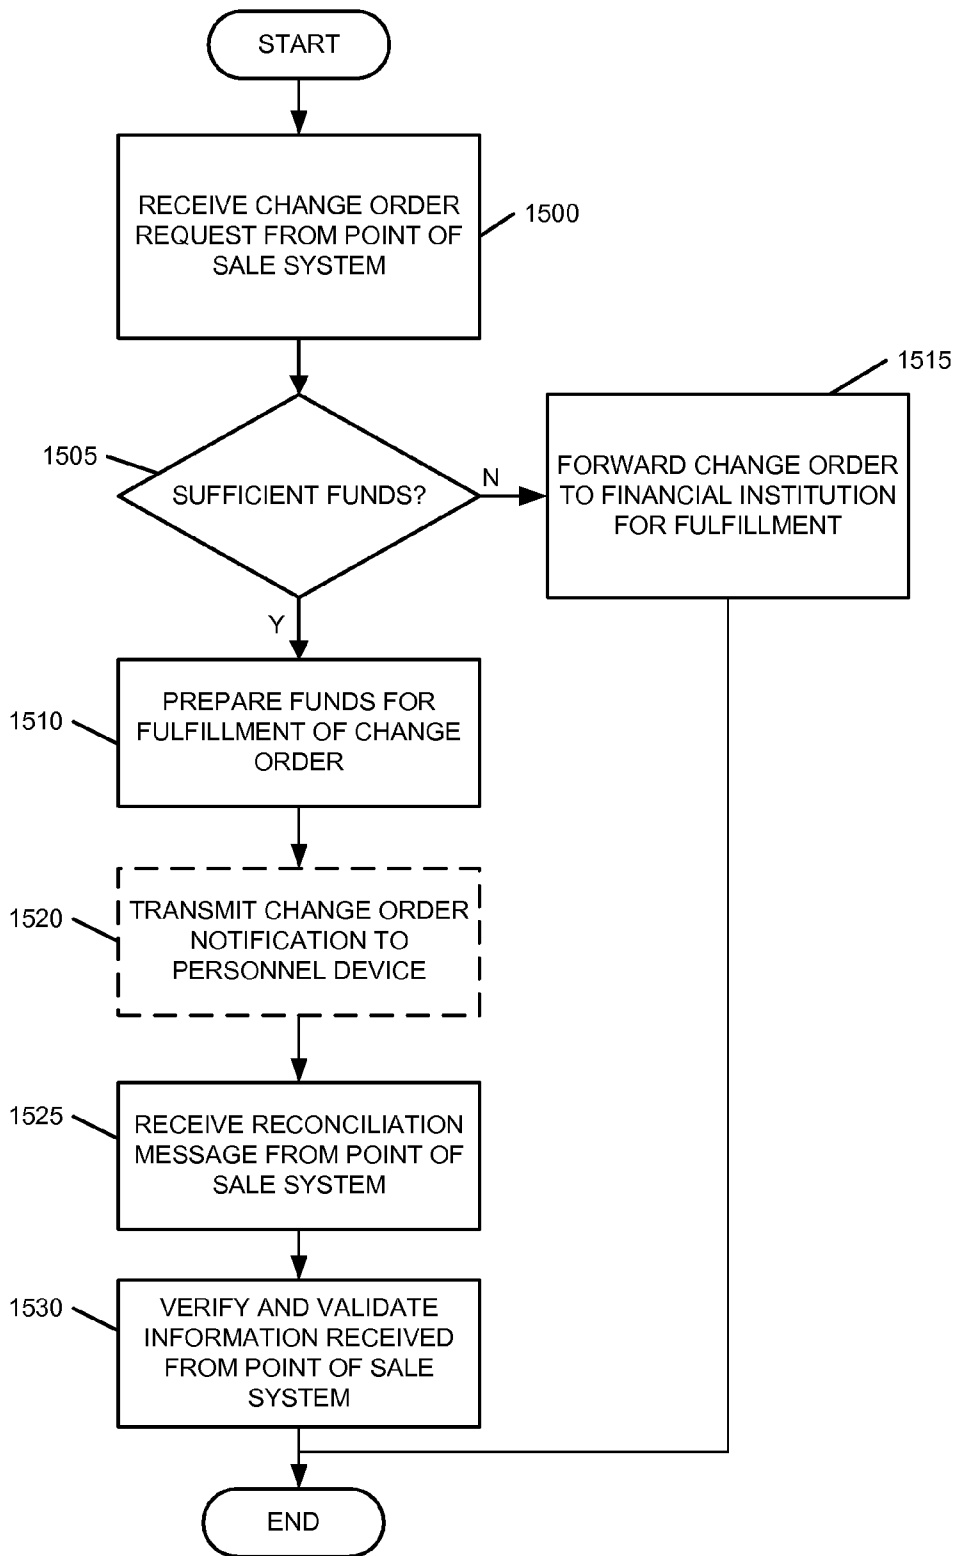 START
RECEIVE CHANGE ORDER
REQUEST FROM POINT OF
SALE SYSTEM
1500
1505
SUFFICIENT FUNDS?
N
Y
1515
FORWARD CHANGE ORDER
TO FINANCIAL INSTITUTION
FOR FULFILLMENT
1510
PREPARE FUNDS FOR
FULFILLMENT OF CHANGE
ORDER
1520
TRANSMIT CHANGE ORDER
NOTIFICATION TO
PERSONNEL DEVICE
1525
RECEIVE RECONCILIATION
MESSAGE FROM POINT OF
SALE SYSTEM
1530
VERIFY AND VALIDATE
INFORMATION RECEIVED
FROM POINT OF SALE
SYSTEM
END